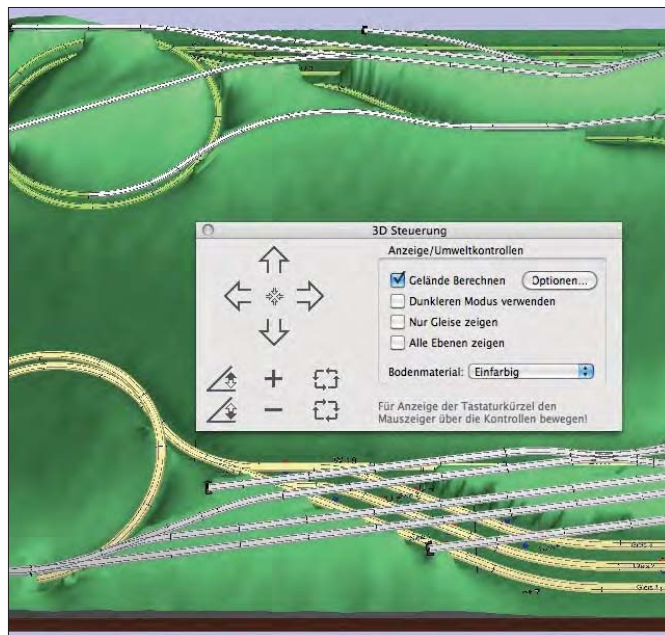 3D Steuerung
Anzeige/Umweltkontrollen
Gelände Berechnen
Optionen...
Dunkleren Modus verwenden
Nur Gleise zeigen
Alle Ebenen zeigen
Bodenmaterial:
Einfarbig
Für Anzeige der Tastaturkürzel den
Mauszeiger über die Kontrollen bewegen!